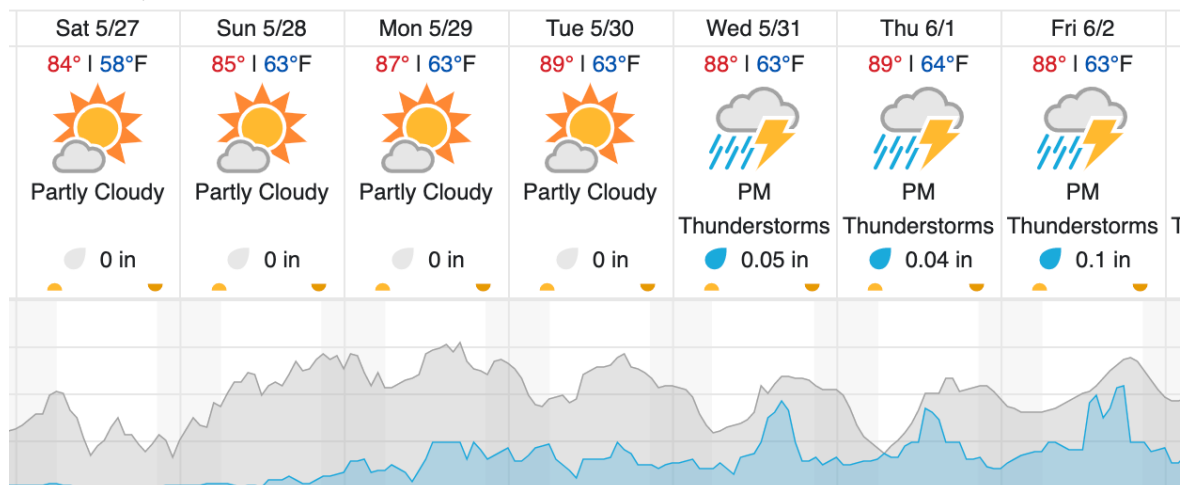 Sat 5/27 Sun 5/28 Mon 5/29 Tue 5/30 Wed 5/31 Thu 6/1 Fri 6/2
84° | 58°F 85° | 63°F 87° | 63°F 89° | 63°F 88° | 63°F 89° | 64°F 88° | 63°F
Partly Cloudy Partly Cloudy Partly Cloudy Partly Cloudy PM PM PM
Thunderstorms Thunderstorms Thunderstorms T
0 in 0 in 0 in 0 in 0.05 in 0.04 in 0.1 in